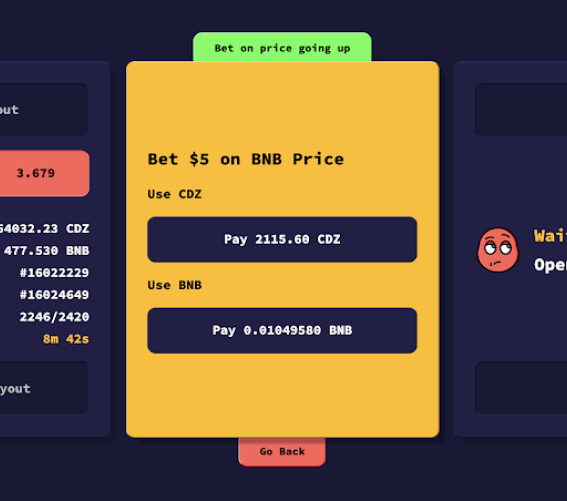 Bet on price going up
out
3.679
54032.23 CDZ
477.530 BNB
#16022229
#16024649
2246/2420
8m 42s
yout
Bet $5 on BNB Price
Use CDZ
Pay 2115.60 CDZ
Use BNB
Pay 0.01049580 BNB
Go Back
Wai
Ope